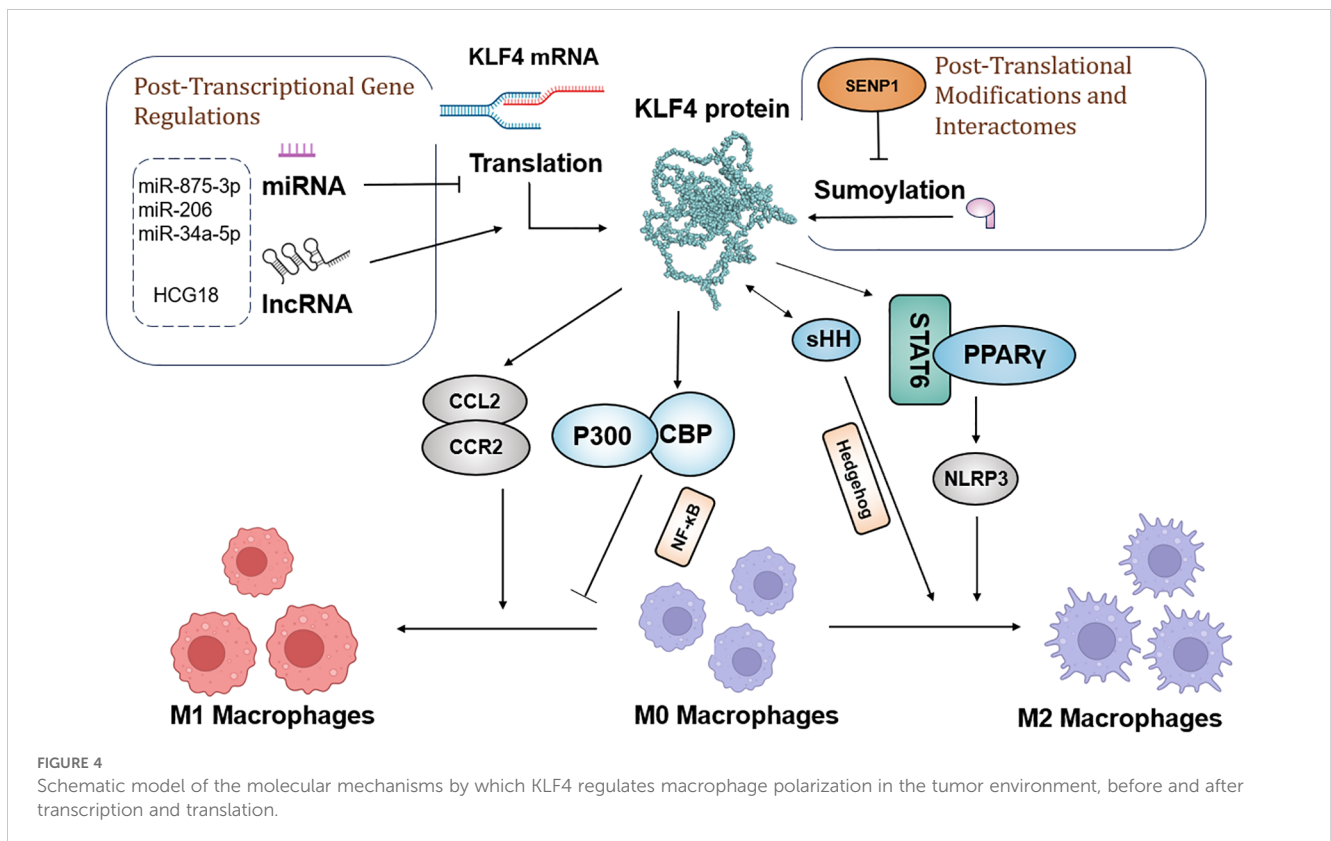 Post-Transcriptional Gene
Regulations
miR-875-3p
miR-206
miR-34a-5p
HCG18
miRNA
lncRNA
KLF4 mRNA
Translation
KLF4 protein
SENP1
Post-Translational
Modifications and
Interactomes
Sumoylation
CCL2
CCR2
P300
CBP
NF-κB
sHH
Hedgehog
STAT6
PPARγ
NLRP3
M1 Macrophages
M0 Macrophages
M2 Macrophages
FIGURE 4
Schematic model of the molecular mechanisms by which KLF4 regulates macrophage polarization in the tumor environment, before and after
transcription and translation.